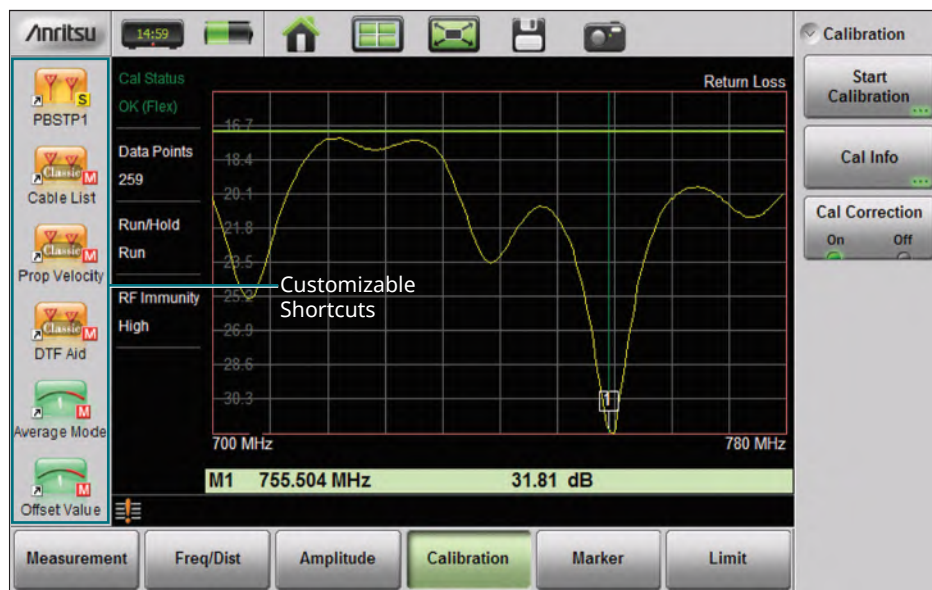 Anritsu
14:59
PBSTP1
S
Cable List
Classic M
Prop Velocity
Classic M
DTF Aid
Classic M
Average Mode
M
Offset Value
M
Cal Status
OK (Flex)
Data Points
259
Run/Hold
Run
RF Immunity
High
Return Loss
16.7
18.4
20.1
21.8
23.5
25.2
26.9
28.6
30.3
Customizable
Shortcuts
1
700 MHz
780 MHz
M1 755.504 MHz 31.81 dB
Calibration
Start
Calibration
Cal Info
Cal Correction
On Off
Measurement Freq/Dist Amplitude Calibration Marker Limit